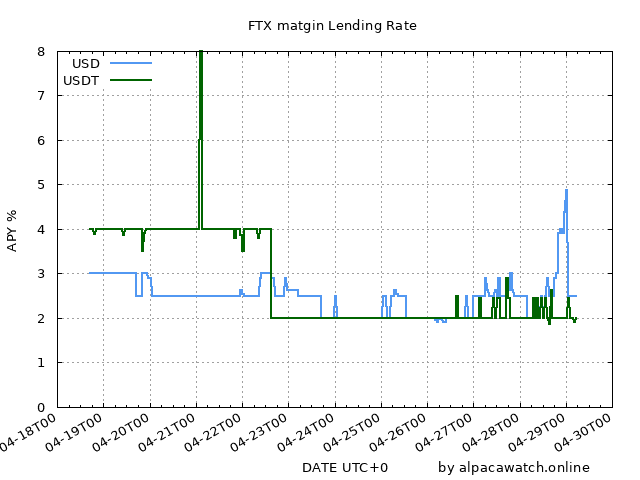 FTX matgin Lending Rate
USD
USDT
APY %
8
7
6
5
4
3
2
1
0
04-18T00
04-19T00
04-20T00
04-21T00
04-22T00
04-23T00
04-24T00
04-25T00
04-26T00
04-27T00
04-28T00
04-29T00
04-30T00
DATE UTC+0
by alpacawatch.online